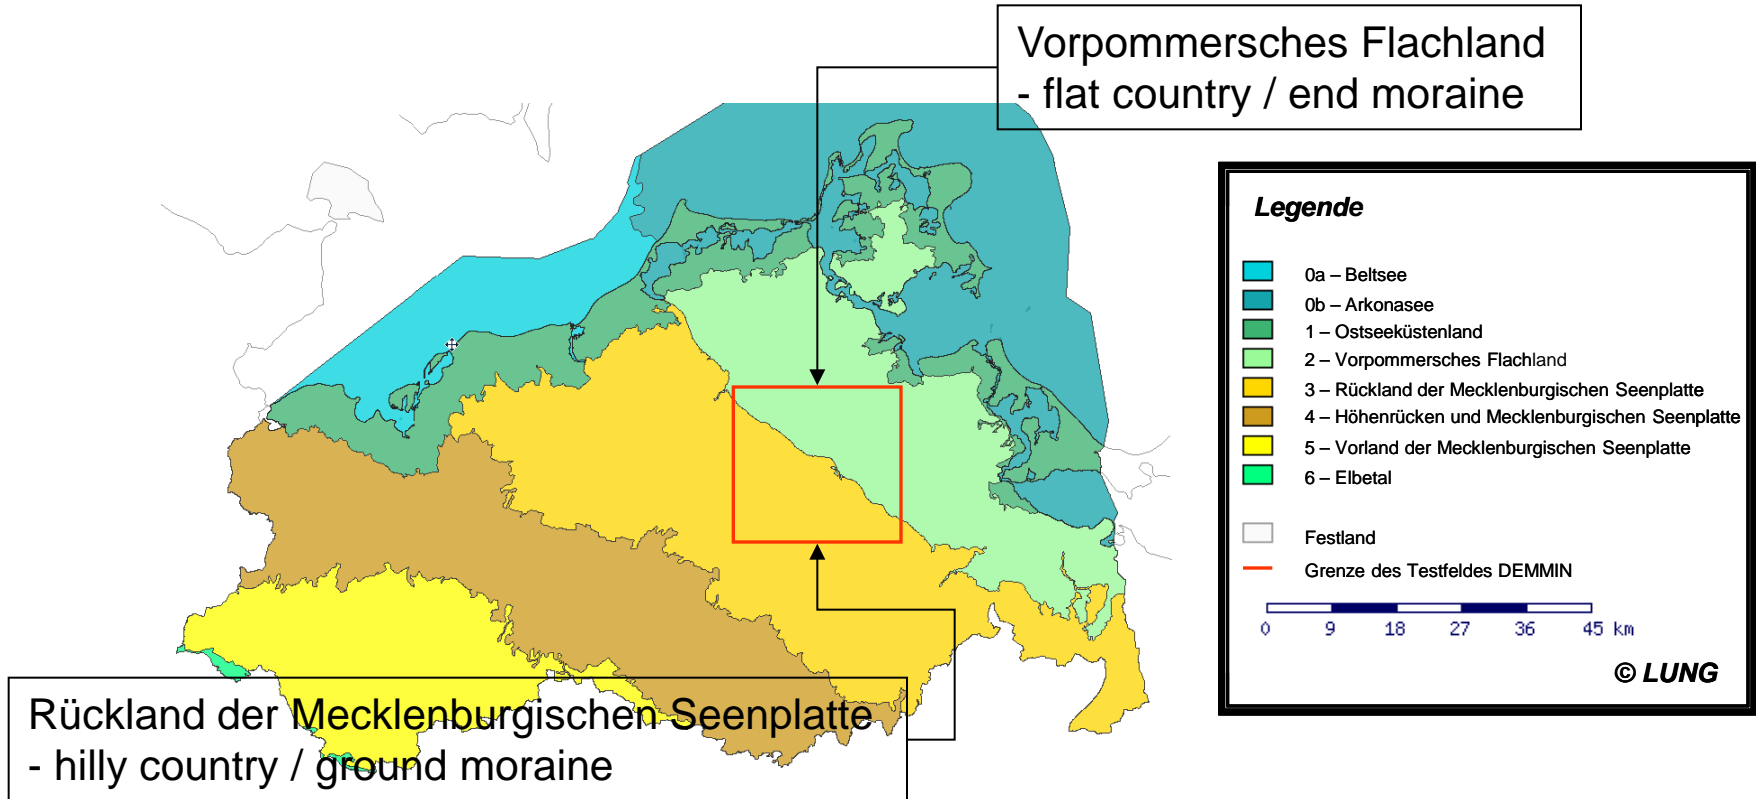 Vorpommersches Flachland
- flat country / end moraine
Legende
0a – Beltsee
0b – Arkonasee
1 – Ostseeküstenland
2 – Vorpommersches Flachland
3 – Rückland der Mecklenburgischen Seenplatte
4 – Höhenrücken und Mecklenburgischen Seenplatte
5 – Vorland der Mecklenburgischen Seenplatte
6 – Elbetal
Festland
Grenze des Testfeldes DEMMIN
0 9 18 27 36 45 km
© LUNG
Rückland der Mecklenburgischen Seenplatte
- hilly country / ground moraine